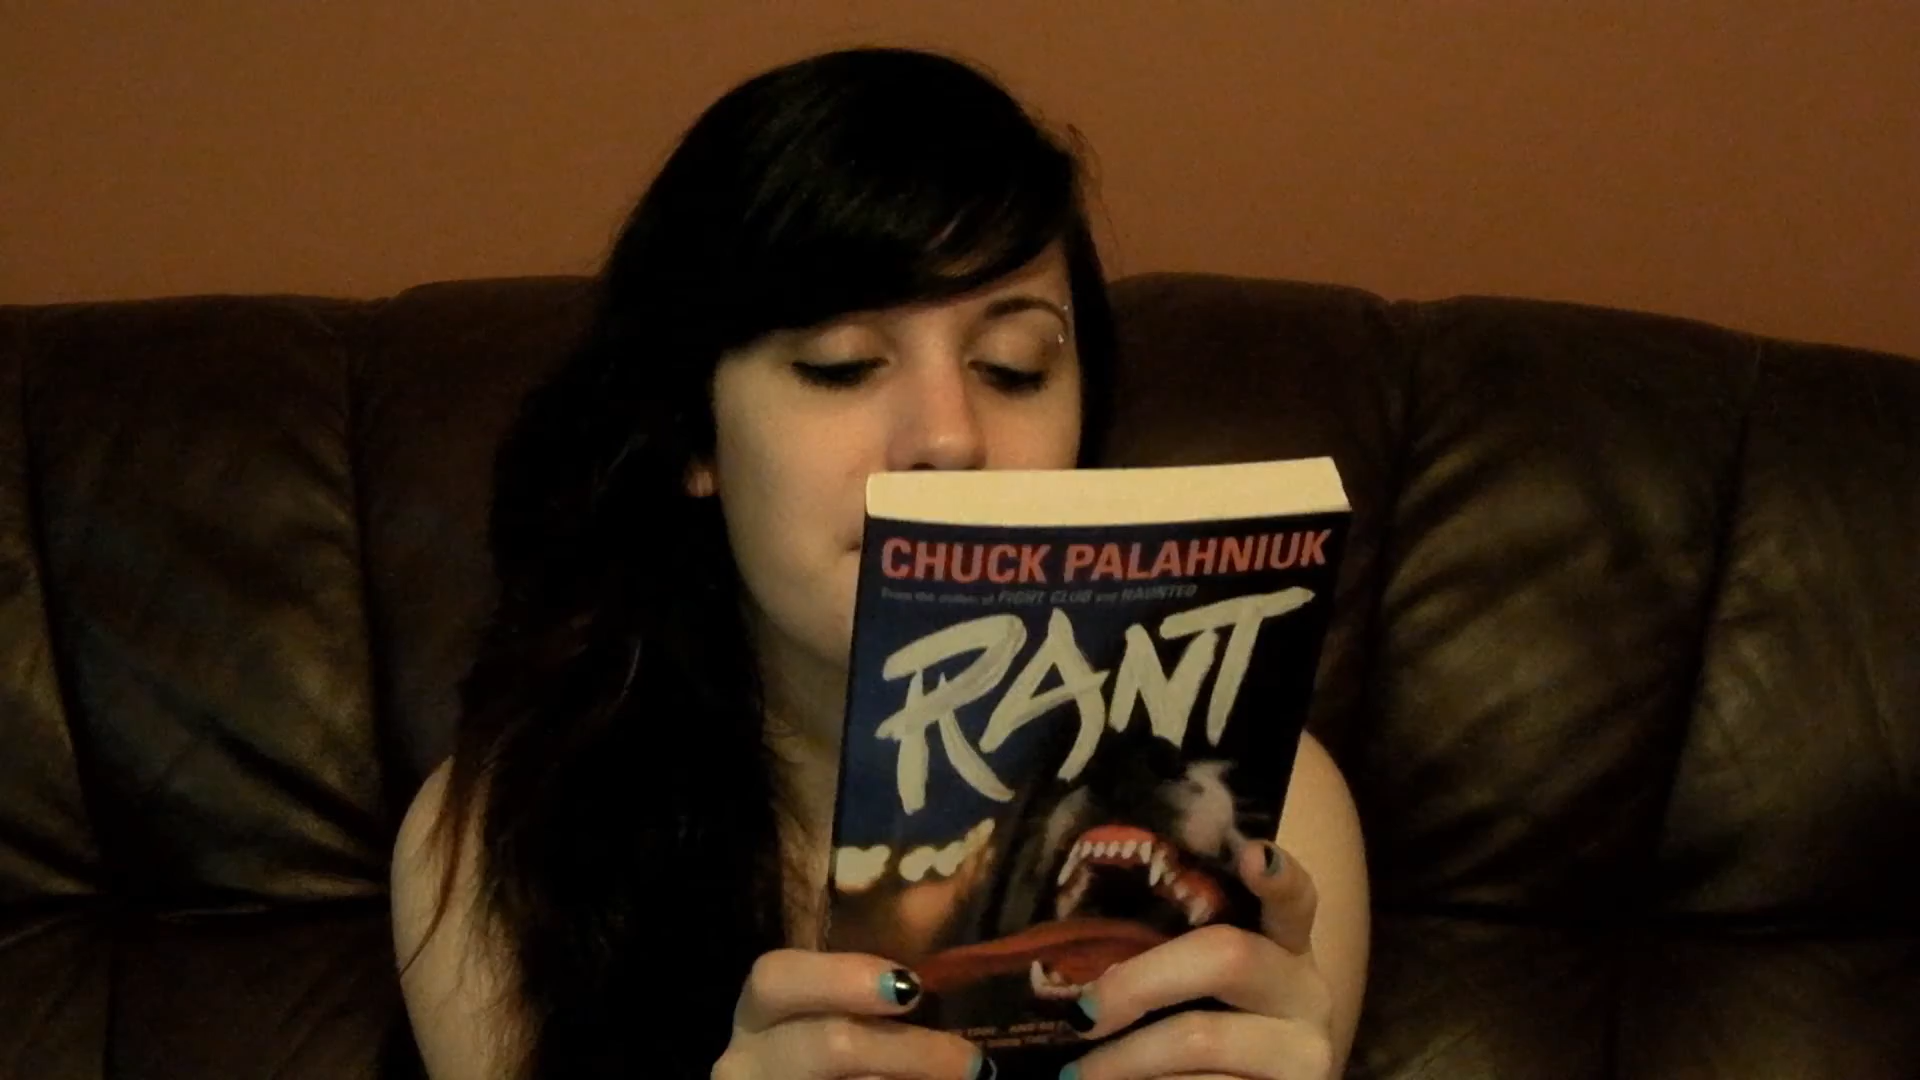 CHUCK PALAHNIUK
From the author of FIGHT CLUB and HAUNTED
RANT